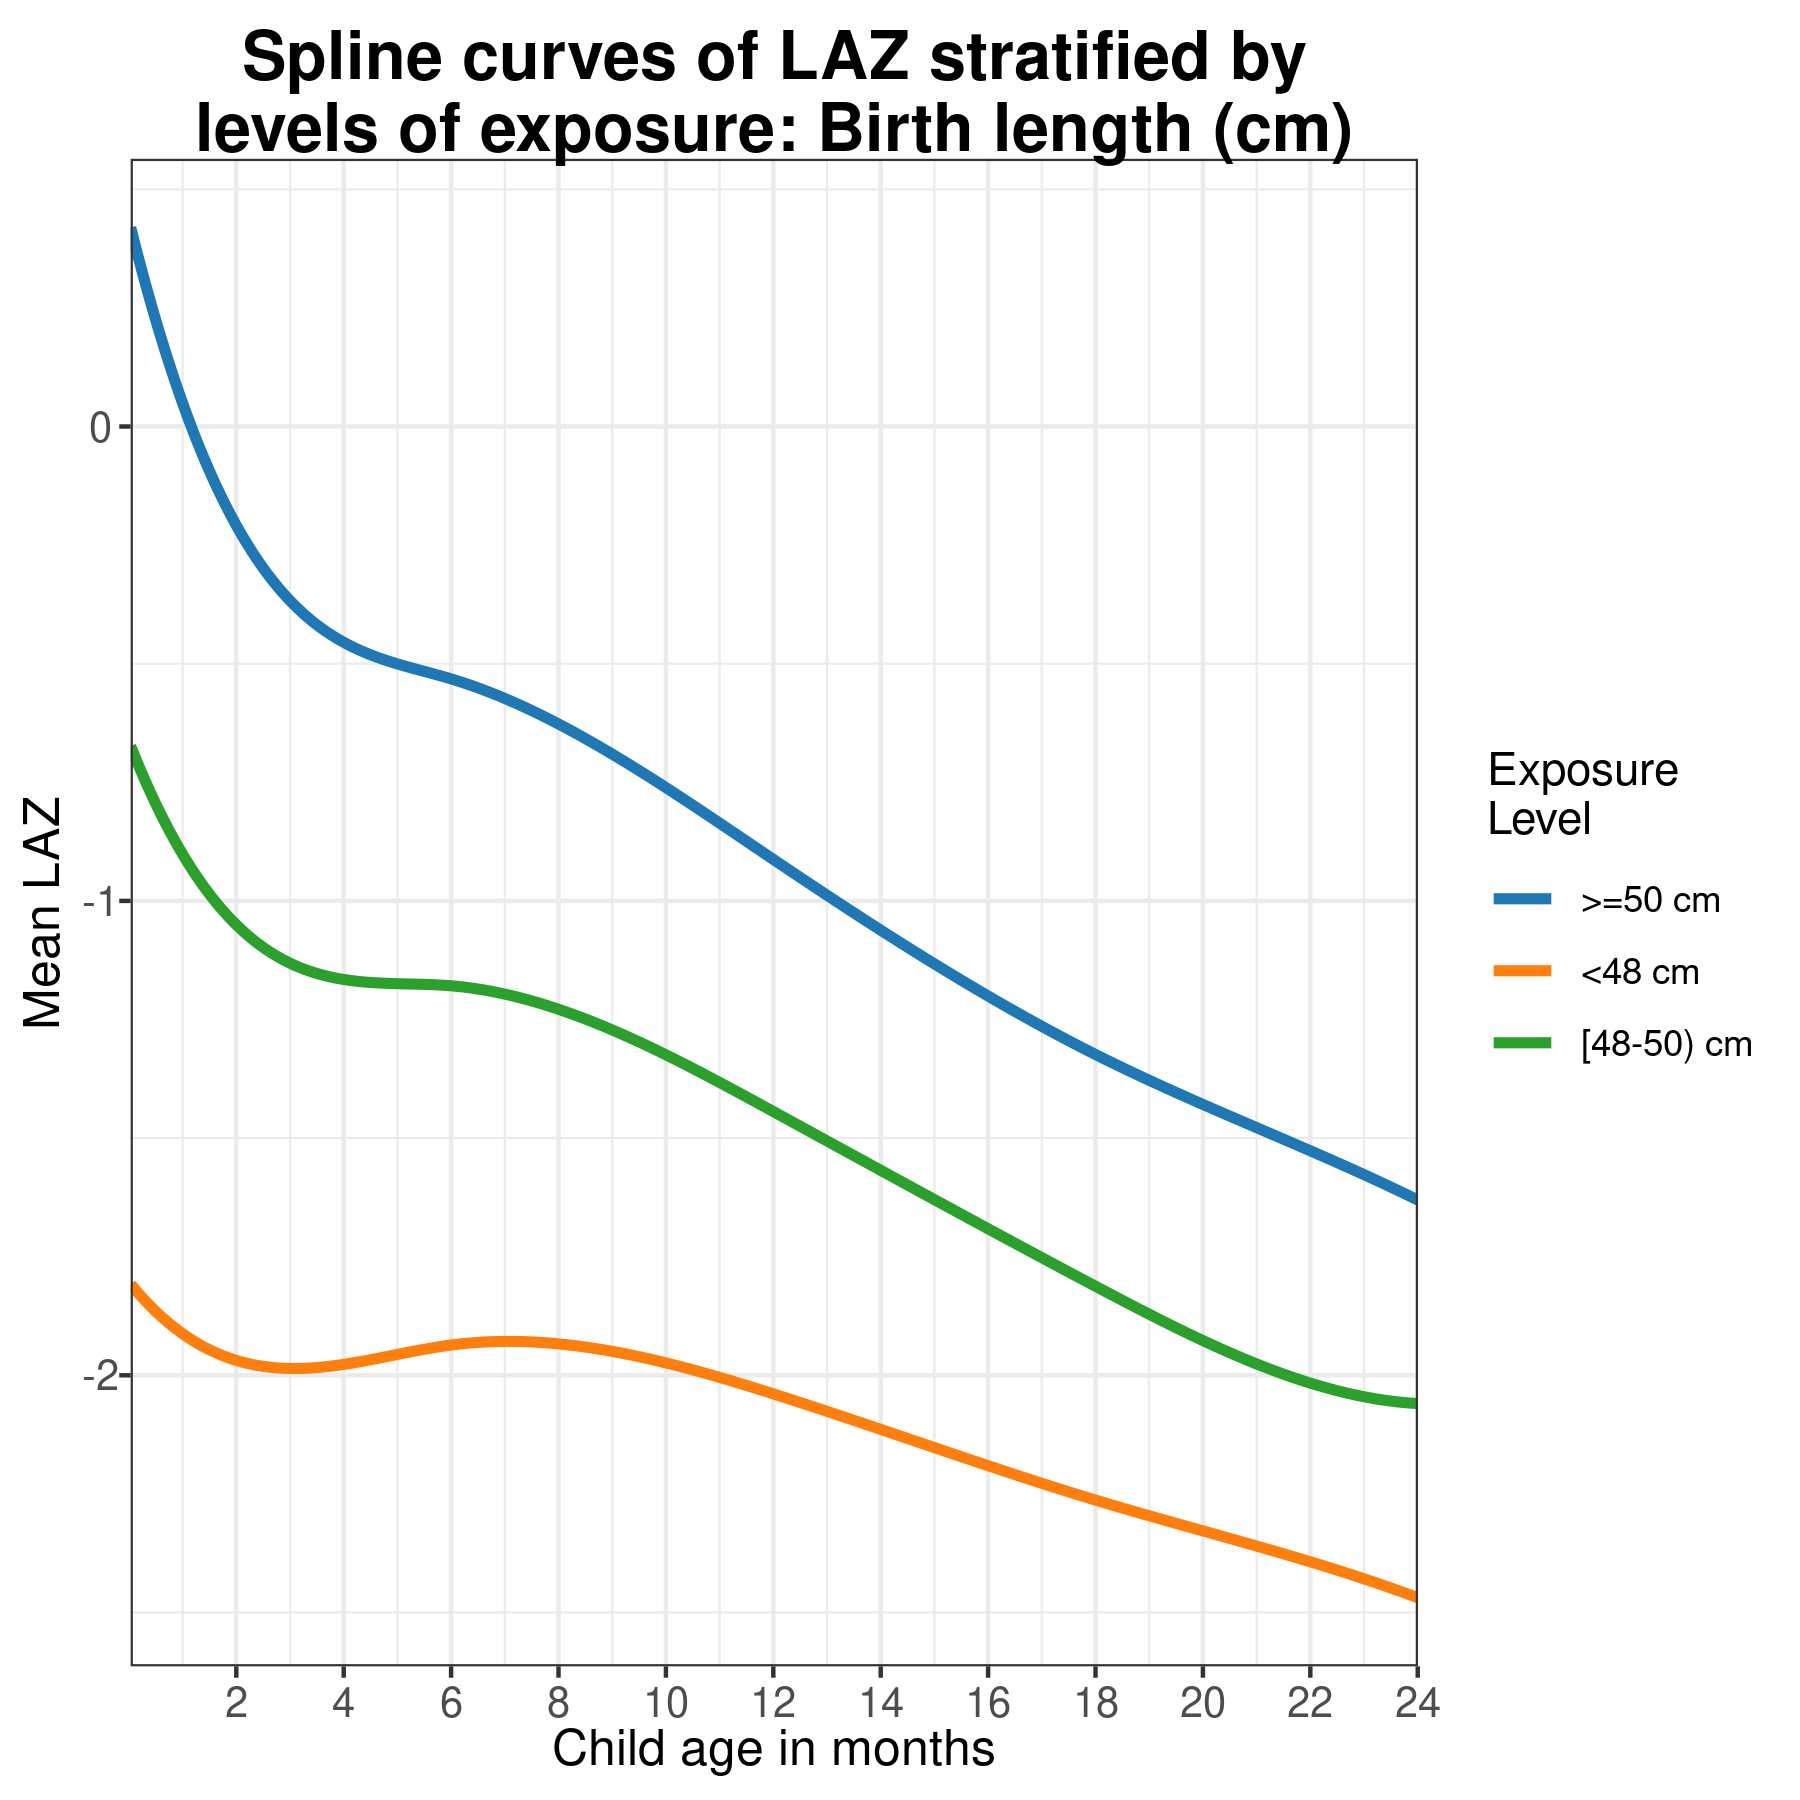 Spline curves of LAZ stratified by
levels of exposure: Birth length (cm)
Mean LAZ
0
-1
-2
2 4 6 8 10 12 14 16 18 20 22 24
Child age in months
Exposure
Level
>=50 cm
<48 cm
[48-50) cm